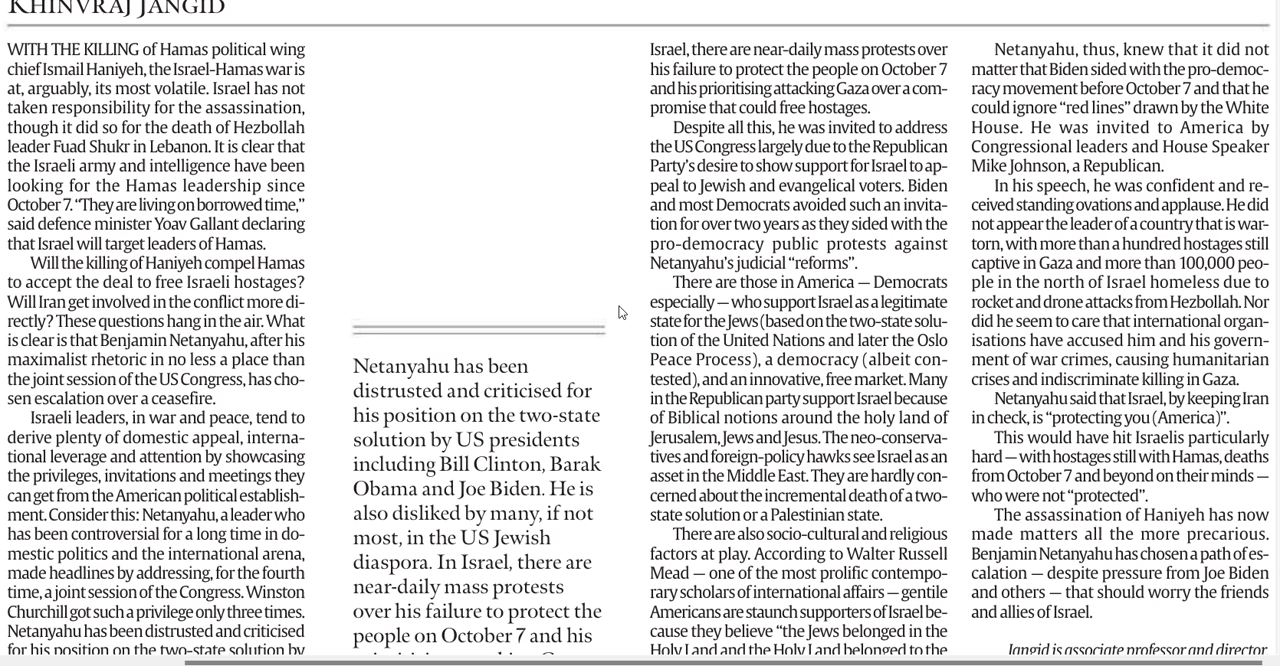 KHINVRAJ JANGID
WITH THE KILLING of Hamas political wing
chief Ismail Haniyeh, the Israel-Hamas war is
at, arguably, its most volatile. Israel has not
taken responsibility for the assassination,
though it did so for the death of Hezbollah
leader Fuad Shukr in Lebanon. It is clear that
the Israeli army and intelligence have been
looking for the Hamas leadership since
October 7. “They are living on borrowed time,”
said defence minister Yoav Gallant declaring
that Israel will target leaders of Hamas.
Will the killing of Haniyeh compel Hamas
to accept the deal to free Israeli hostages?
Will Iran get involved in the conflict more di-
rectly? These questions hang in the air. What
is clear is that Benjamin Netanyahu, after his
maximalist rhetoric in no less a place than
the joint session of the US Congress, has cho-
sen escalation over a ceasefire.
Israeli leaders, in war and peace, tend to
derive plenty of domestic appeal, interna-
tional leverage and attention by showcasing
the privileges, invitations and meetings they
can get from the American political establish-
ment. Consider this: Netanyahu, a leader who
has been controversial for a long time in do-
mestic politics and the international arena,
made headlines by addressing, for the fourth
time, a joint session of the Congress. Winston
Churchill got such a privilege only three times.
Netanyahu has been distrusted and criticised
for his position on the two-state solution by
Netanyahu has been
distrusted and criticised for
his position on the two-state
solution by US presidents
including Bill Clinton, Barak
Obama and Joe Biden. He is
also disliked by many, if not
most, in the US Jewish
diaspora. In Israel, there are
near-daily mass protests
over his failure to protect the
people on October 7 and his
Israel, there are near-daily mass protests over
his failure to protect the people on October 7
and his prioritising attacking Gaza over a com-
promise that could free hostages.
Despite all this, he was invited to address
the US Congress largely due to the Republican
Party’s desire to show support for Israel to ap-
peal to Jewish and evangelical voters. Biden
and most Democrats avoided such an invita-
tion for over two years as they sided with the
pro-democracy public protests against
Netanyahu’s judicial “reforms”.
There are those in America — Democrats
especially — who support Israel as a legitimate
state for the Jews (based on the two-state solu-
tion of the United Nations and later the Oslo
Peace Process), a democracy (albeit con-
tested), and an innovative, free market. Many
in the Republican party support Israel because
of Biblical notions around the holy land of
Jerusalem, Jews and Jesus. The neo-conserva-
tives and foreign-policy hawks see Israel as an
asset in the Middle East. They are hardly con-
cerned about the incremental death of a two-
state solution or a Palestinian state.
There are also socio-cultural and religious
factors at play. According to Walter Russell
Mead — one of the most prolific contempo-
rary scholars of international affairs — gentile
Americans are staunch supporters of Israel be-
cause they believe “the Jews belonged in the
Holy Land and the Holy Land belonged to the
Netanyahu, thus, knew that it did not
matter that Biden sided with the pro-democ-
racy movement before October 7 and that he
could ignore “red lines” drawn by the White
House. He was invited to America by
Congressional leaders and House Speaker
Mike Johnson, a Republican.
In his speech, he was confident and re-
ceived standing ovations and applause. He did
not appear the leader of a country that is war-
torn, with more than a hundred hostages still
captive in Gaza and more than 100,000 peo-
ple in the north of Israel homeless due to
rocket and drone attacks from Hezbollah. Nor
did he seem to care that international organ-
isations have accused him and his govern-
ment of war crimes, causing humanitarian
crises and indiscriminate killing in Gaza.
Netanyahu said that Israel, by keeping Iran
in check, is “protecting you (America)”.
This would have hit Israelis particularly
hard — with hostages still with Hamas, deaths
from October 7 and beyond on their minds —
who were not “protected”.
The assassination of Haniyeh has now
made matters all the more precarious.
Benjamin Netanyahu has chosen a path of es-
calation — despite pressure from Joe Biden
and others — that should worry the friends
and allies of Israel.
Jangid is associate professor and director,